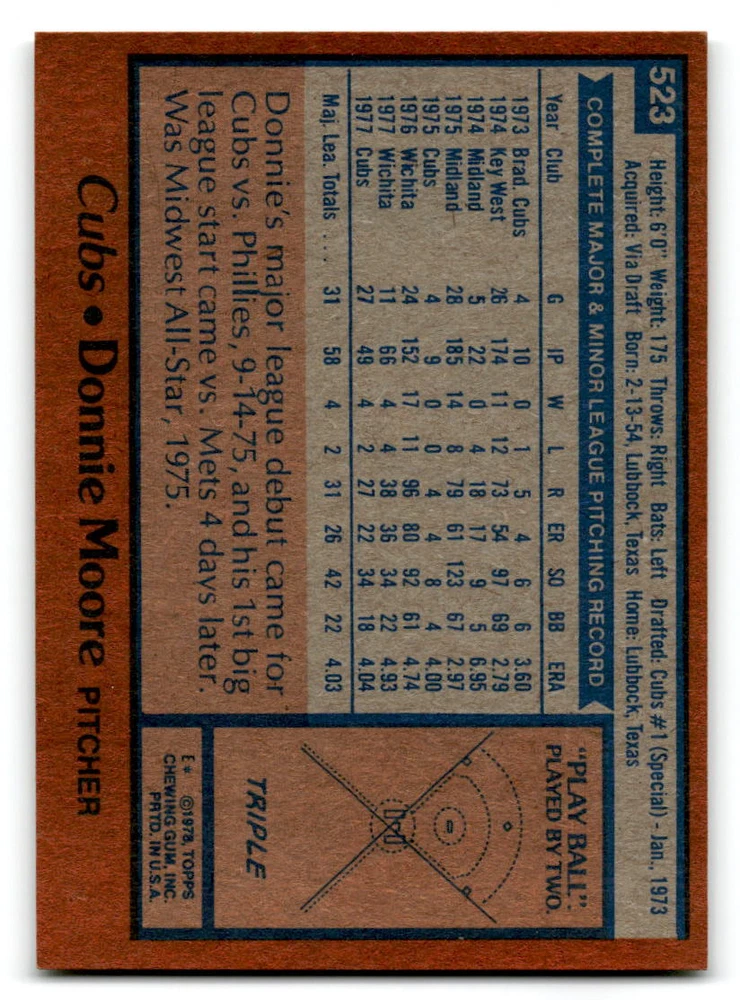 523
Height: 6'0" Weight: 175 Throws: Right Bats: Left Drafted: Cubs #1 (Special) - Jan., 1973
Acquired: Via Draft Born: 2-13-54, Lubbock, Texas Home: Lubbock, Texas
COMPLETE MAJOR & MINOR LEAGUE PITCHING RECORD
Year Club G IP W L R ER SO BB ERA
1973 Brad. Cubs 4 10 0 1 5 4 6 6 3.60
1974 Key West 26 174 11 12 73 54 97 69 2.79
1974 Midland 5 22 0 4 18 17 9 5 6.95
1975 Midland 28 185 14 8 79 61 123 67 2.97
1975 Cubs 4 9 0 0 4 4 8 4 4.00
1976 Wichita 24 152 17 11 96 80 92 61 4.74
1977 Wichita 11 66 4 4 38 36 34 22 4.93
1977 Cubs 27 49 4 2 27 22 34 18 4.04
Maj. Lea. Totals .... 31 58 4 2 31 26 42 22 4.03
Donnie's major league debut came for
Cubs vs. Phillies, 9-14-75, and his 1st big
league start came vs. Mets 4 days later.
Was Midwest All-Star, 1975.
"PLAY BALL"
PLAYED BY TWO.
TRIPLE
E* ©1978, TOPPS
CHEWING GUM, INC.
PRTD. IN U.S.A.
Cubs • Donnie Moore PITCHER